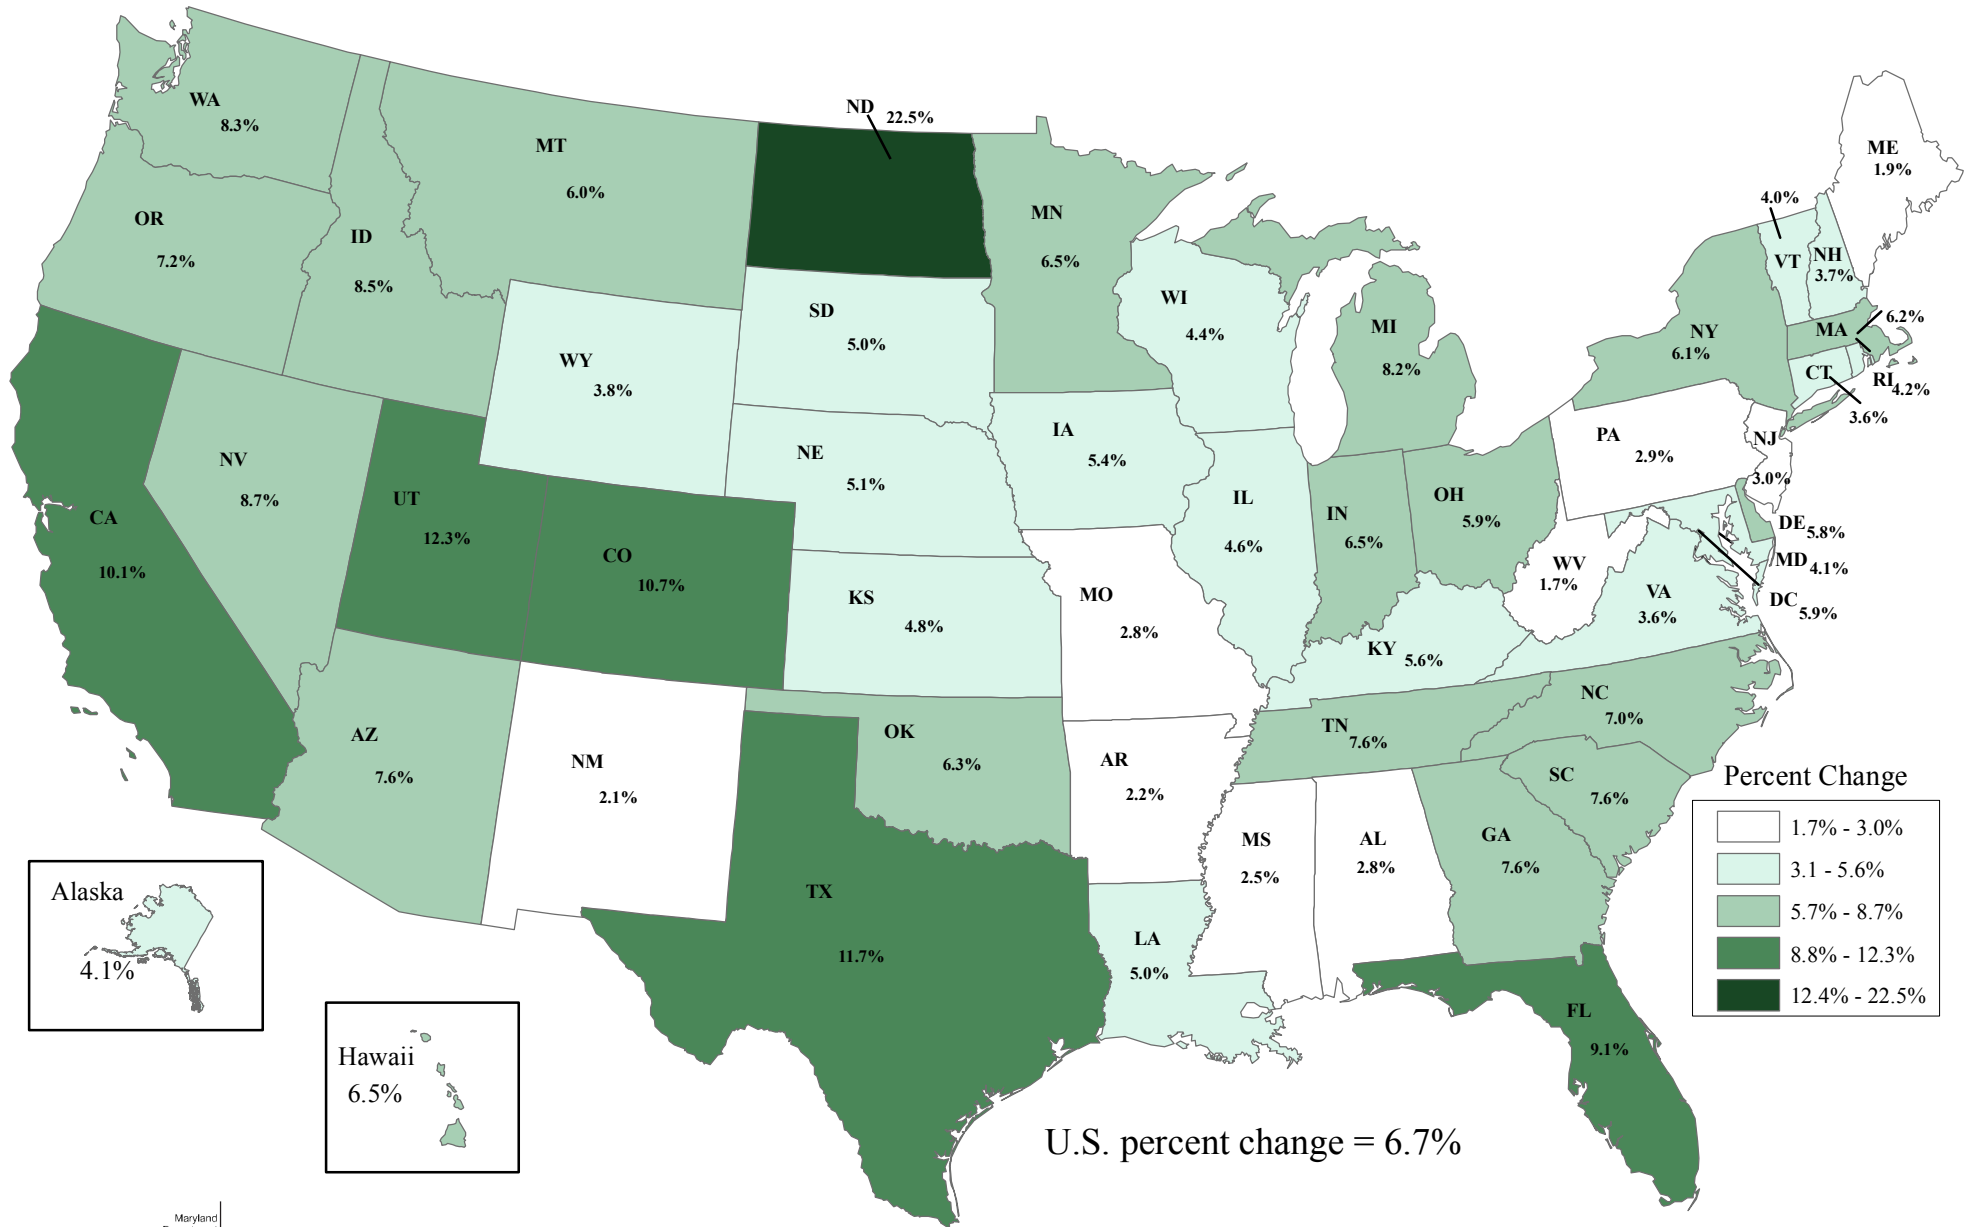 WA
8.3%
OR
7.2%
ID
8.5%
MT
6.0%
ND
22.5%
MN
6.5%
SD
5.0%
WY
3.8%
WI
4.4%
MI
8.2%
ME
1.9%
4.0%
VT
NH
3.7%
NY
6.1%
MA
6.2%
CT
3.6%
RI
4.2%
NV
8.7%
UT
12.3%
CA
10.1%
CO
10.7%
NE
5.1%
IA
5.4%
IL
4.6%
IN
6.5%
OH
5.9%
PA
2.9%
NJ
3.0%
DE
5.8%
MD
4.1%
DC
5.9%
WV
1.7%
VA
3.6%
KS
4.8%
MO
2.8%
KY
5.6%
TN
7.6%
NC
7.0%
SC
7.6%
AZ
7.6%
NM
2.1%
OK
6.3%
AR
2.2%
MS
2.5%
AL
2.8%
GA
7.6%
TX
11.7%
LA
5.0%
FL
9.1%
Percent Change
1.7% - 3.0%
3.1 - 5.6%
5.7% - 8.7%
8.8% - 12.3%
12.4% - 22.5%
Alaska
4.1%
Hawaii
6.5%
U.S. percent change = 6.7%
Maryland